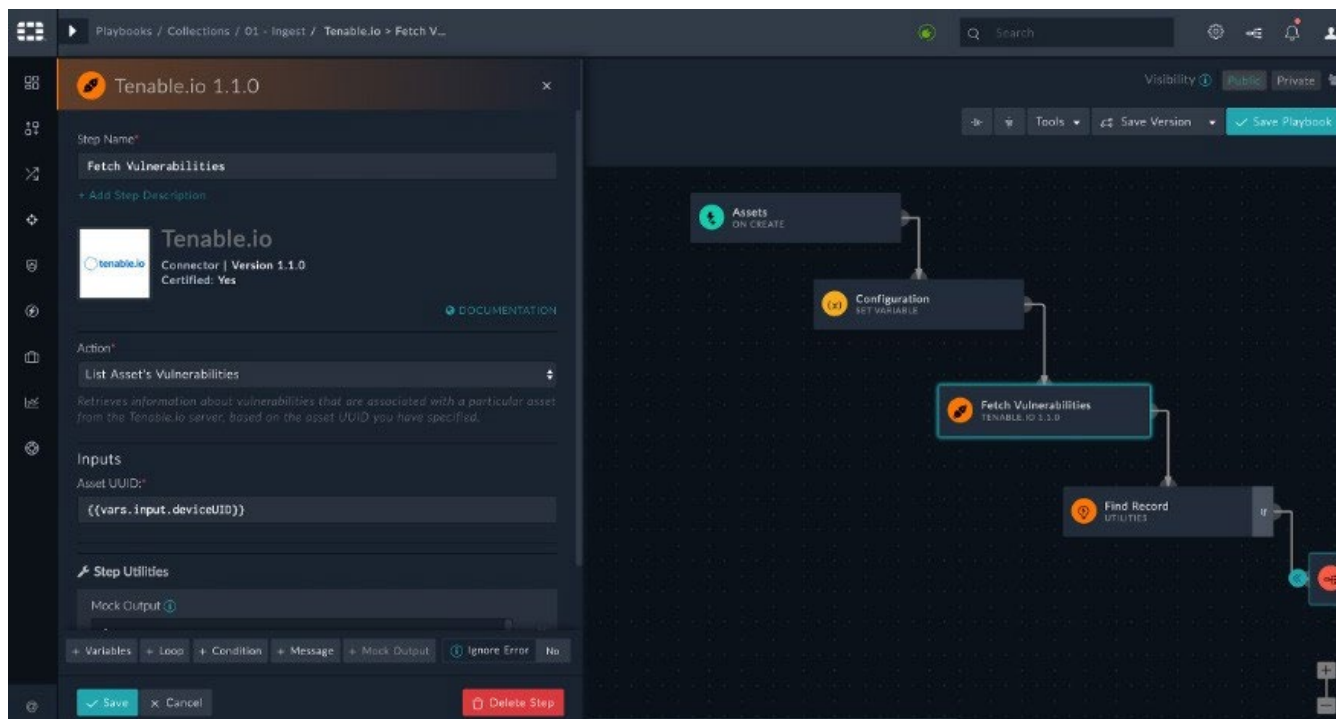 Playbooks / Collections / 01 - Ingest / Tenable.io > Fetch V...
Search
Tenable.io 1.1.0
×
Visibility
Public
Private
Tools
Save Version
Save Playbook
Step Name*
Fetch Vulnerabilities
+ Add Step Description
tenable.io
Tenable.io
Connector | Version 1.1.0
Certified: Yes
DOCUMENTATION
Action*
List Asset's Vulnerabilities
Retrieves information about vulnerabilities that are associated with a particular asset
from the Tenable.io server, based on the asset UUID you have specified.
Inputs
Asset UUID:*
{{vars.input.deviceUID}}
Step Utilities
Mock Output
+ Variables
+ Loop
+ Condition
+ Message
+ Mock Output
Ignore Error
No
Save
× Cancel
Delete Step
@
Assets
ON CREATE
(x)
Configuration
SET VARIABLE
Fetch Vulnerabilities
TENABLE.IO 1.1.0
Find Record
UTILITIES
IF